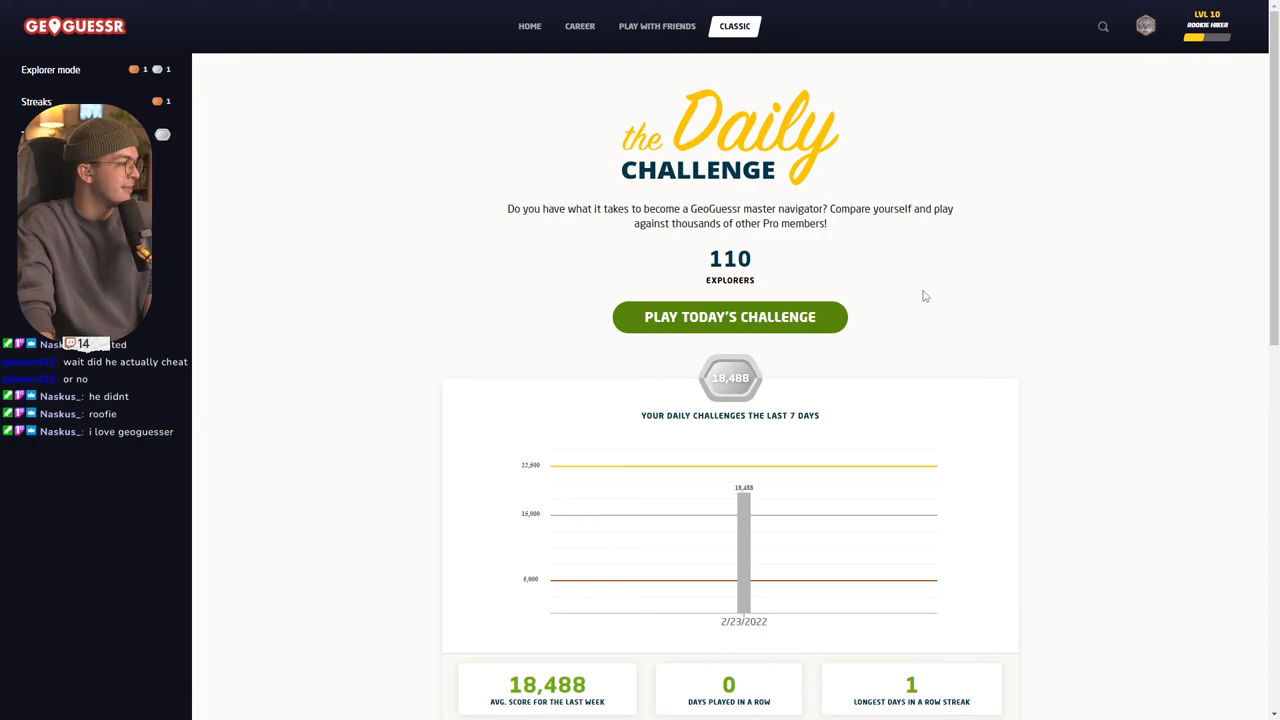 GEOGUESSR
HOME
CAREER
PLAY WITH FRIENDS
CLASSIC
LVL 10
ROOKIE HIKER
Explorer mode
1
1
Streaks
1
the Daily
CHALLENGE
Do you have what it takes to become a GeoGuessr master navigator? Compare yourself and play
against thousands of other Pro members!
110
EXPLORERS
PLAY TODAY'S CHALLENGE
14
wait did he actually cheat
or no
Naskus_: he didnt
Naskus_: roofie
Naskus_: i love geoguesser
18,488
YOUR DAILY CHALLENGES THE LAST 7 DAYS
22,500
18,488
15,000
5,000
2/23/2022
18,488
AVG. SCORE FOR THE LAST WEEK
0
DAYS PLAYED IN A ROW
1
LONGEST DAYS IN A ROW STREAK